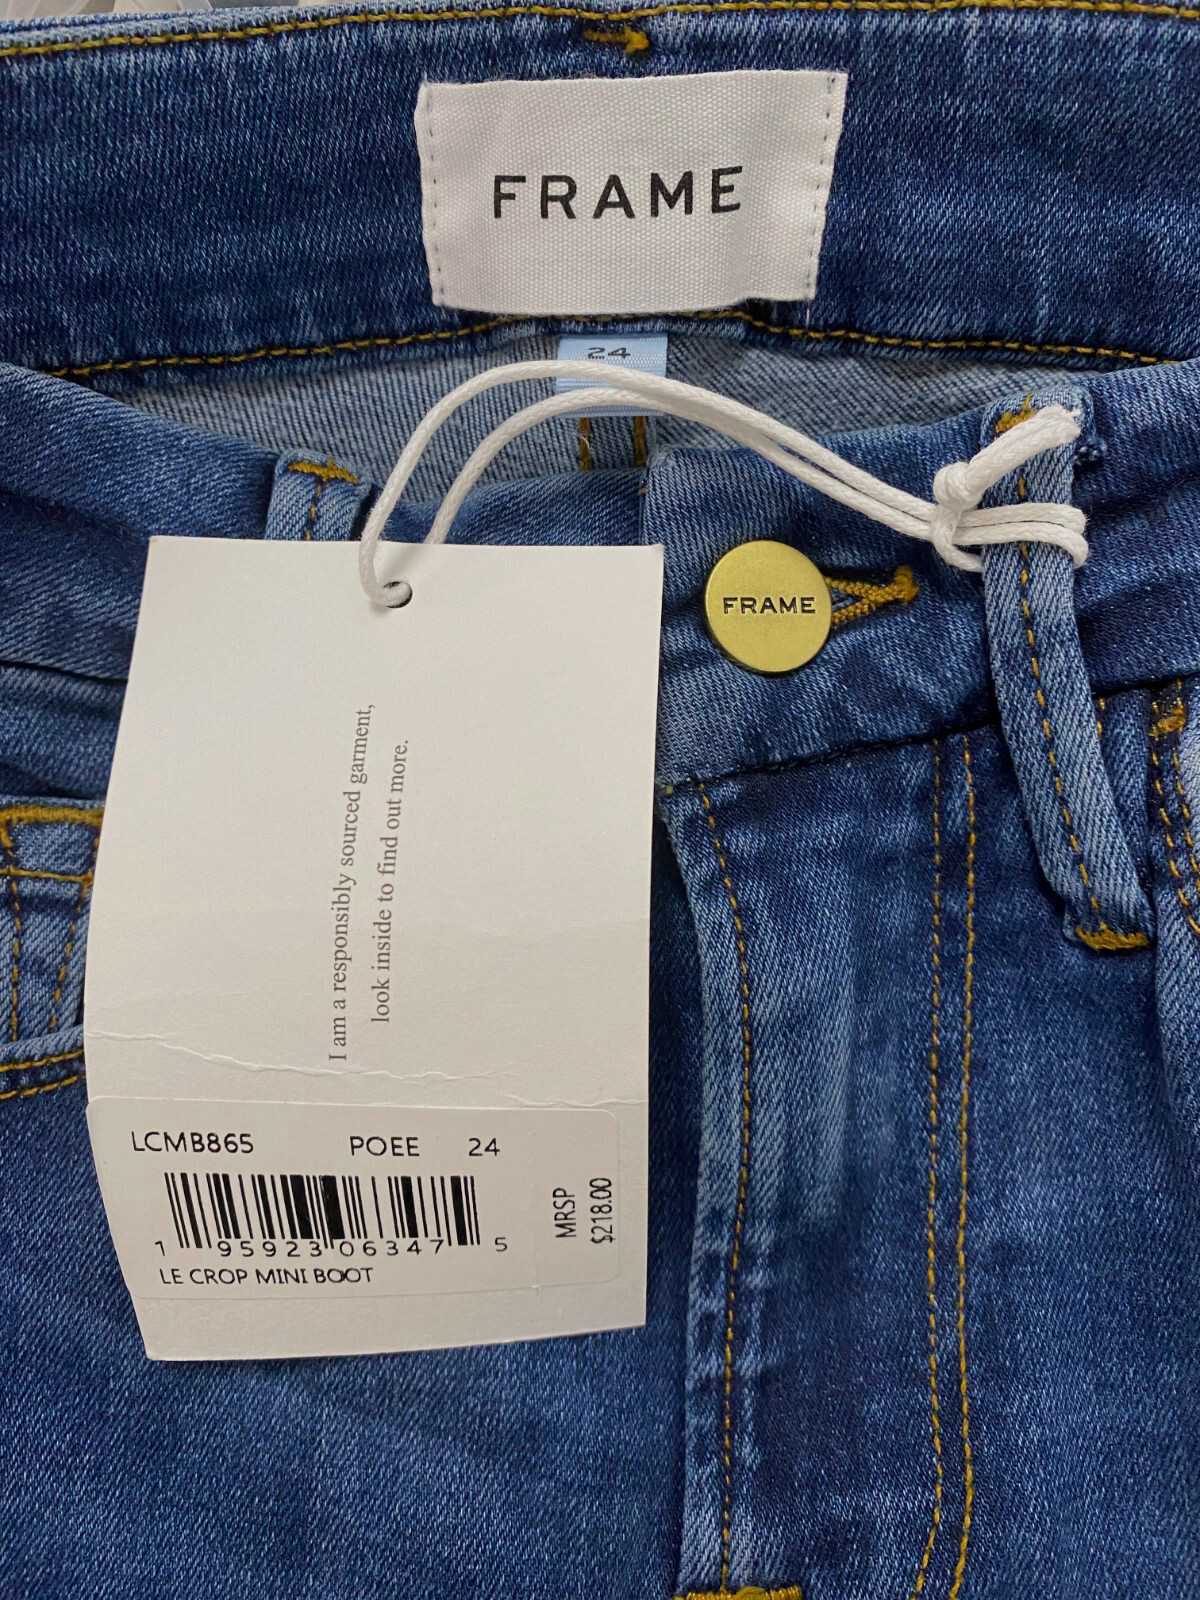 FRAME
24
FRAME
I am a responsibly sourced garment,
look inside to find out more.
LCMB865 POEE 24
1 95923 06347 5
LE CROP MINI BOOT
MRSP
$218.00